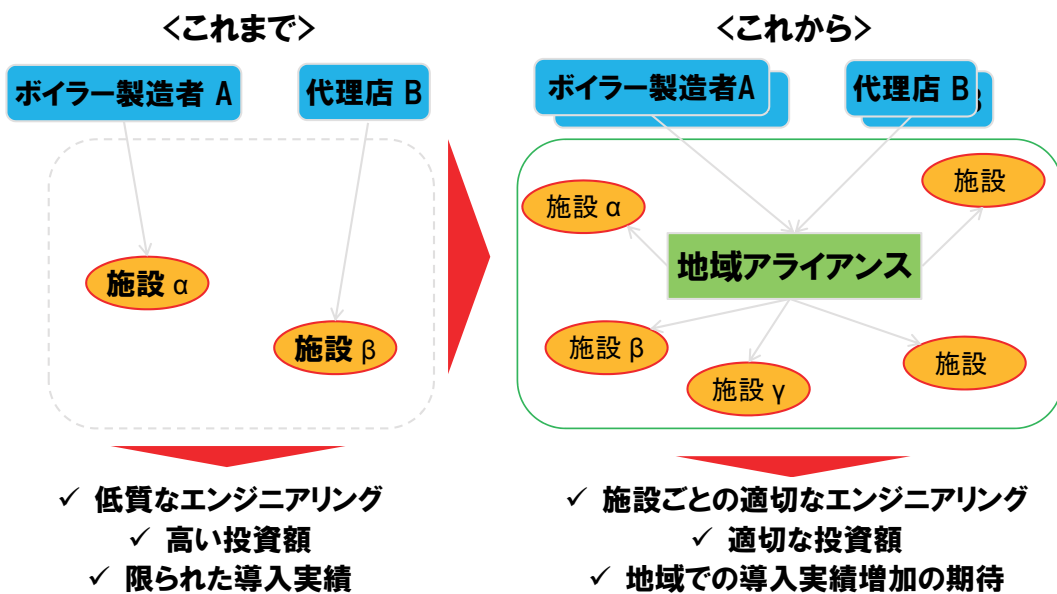 <これまで>
ボイラー製造者 A
代理店 B
施設 α
施設 β
✓ 低質なエンジニアリング
✓ 高い投資額
✓ 限られた導入実績
<これから>
ボイラー製造者A
代理店 B
B
施設 α
施設
地域アライアンス
施設 β
施設 γ
施設
✓ 施設ごとの適切なエンジニアリング
✓ 適切な投資額
✓ 地域での導入実績増加の期待